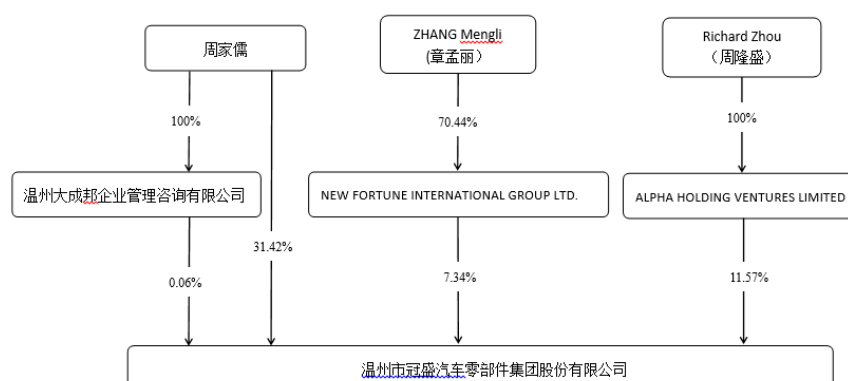 周家儒
ZHANG Mengli
(章孟丽）
Richard Zhou
（周隆盛）
100%
70.44%
100%
温州大成邦企业管理咨询有限公司
NEW FORTUNE INTERNATIONAL GROUP LTD.
ALPHA HOLDING VENTURES LIMITED
0.06%
31.42%
7.34%
11.57%
温州市冠盛汽车零部件集团股份有限公司